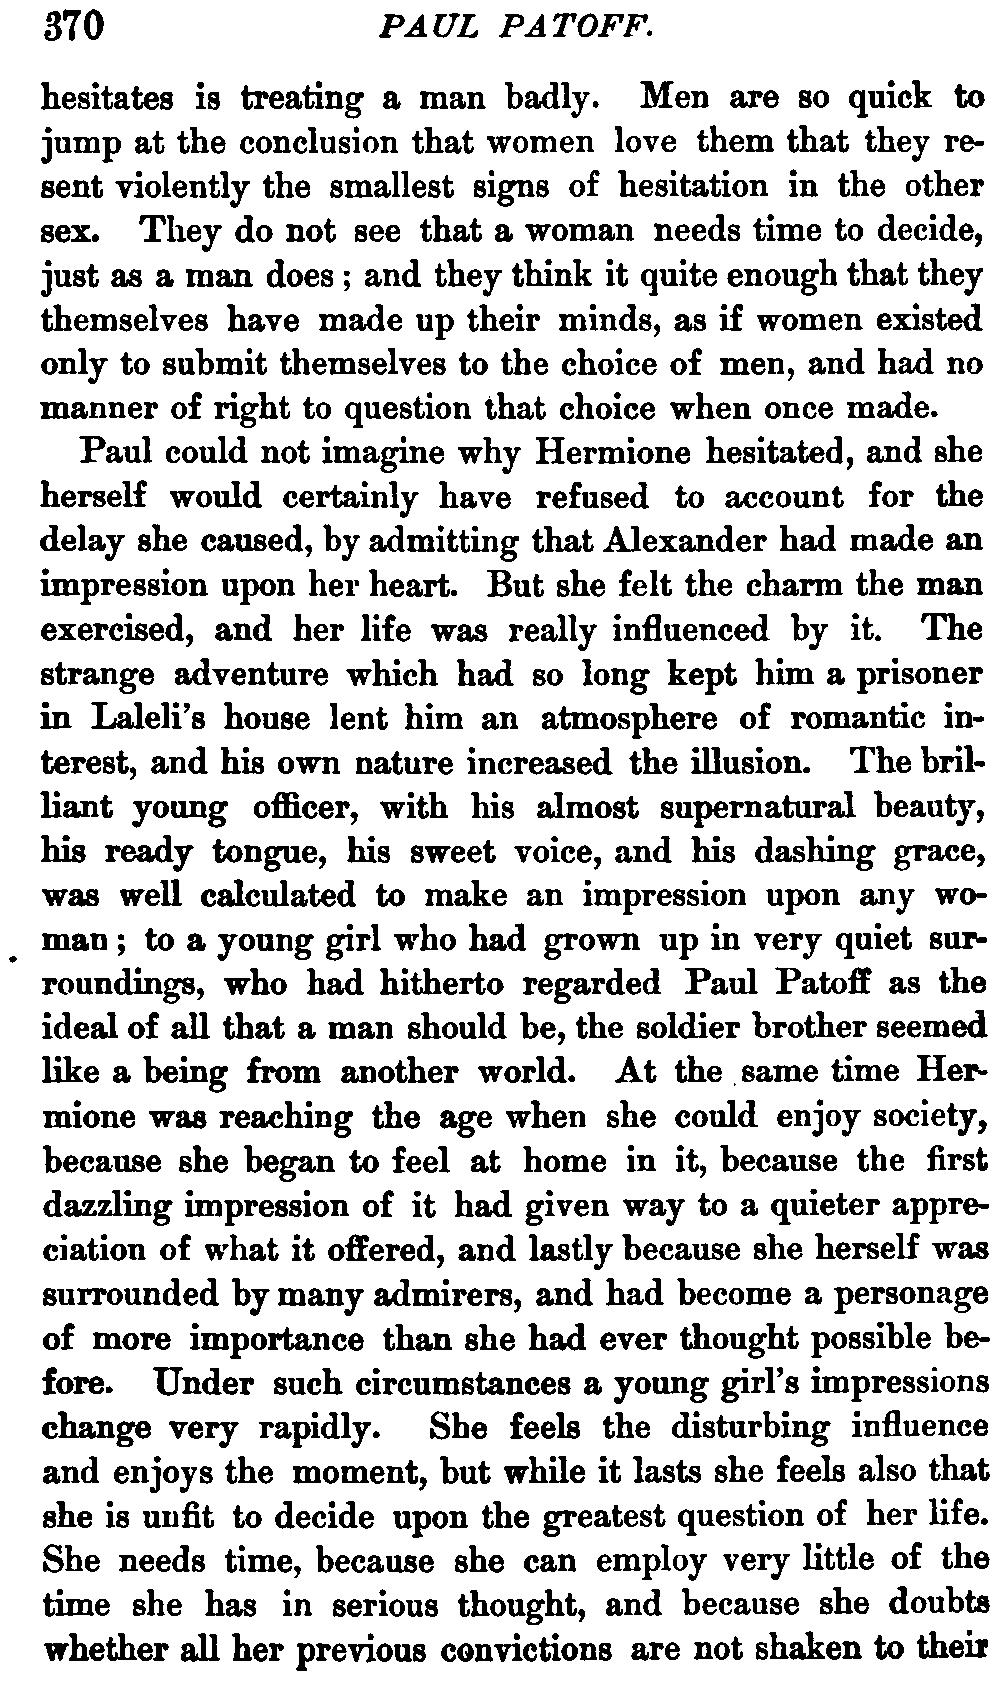 370 PAUL PATOFF.
hesitates is treating a man badly. Men are so quick to
jump at the conclusion that women love them that they re-
sent violently the smallest signs of hesitation in the other
sex. They do not see that a woman needs time to decide,
just as a man does; and they think it quite enough that they
themselves have made up their minds, as if women existed
only to submit themselves to the choice of men, and had no
manner of right to question that choice when once made.
Paul could not imagine why Hermione hesitated, and she
herself would certainly have refused to account for the
delay she caused, by admitting that Alexander had made an
impression upon her heart. But she felt the charm the man
exercised, and her life was really influenced by it. The
strange adventure which had so long kept him a prisoner
in Laleli's house lent him an atmosphere of romantic in-
terest, and his own nature increased the illusion. The bril-
liant young officer, with his almost supernatural beauty,
his ready tongue, his sweet voice, and his dashing grace,
was well calculated to make an impression upon any wo-
man; to a young girl who had grown up in very quiet sur-
roundings, who had hitherto regarded Paul Patoff as the
ideal of all that a man should be, the soldier brother seemed
like a being from another world. At the same time Her-
mione was reaching the age when she could enjoy society,
because she began to feel at home in it, because the first
dazzling impression of it had given way to a quieter appre-
ciation of what it offered, and lastly because she herself was
surrounded by many admirers, and had become a personage
of more importance than she had ever thought possible be-
fore. Under such circumstances a young girl's impressions
change very rapidly. She feels the disturbing influence
and enjoys the moment, but while it lasts she feels also that
she is unfit to decide upon the greatest question of her life.
She needs time, because she can employ very little of the
time she has in serious thought, and because she doubts
whether all her previous convictions are not shaken to their